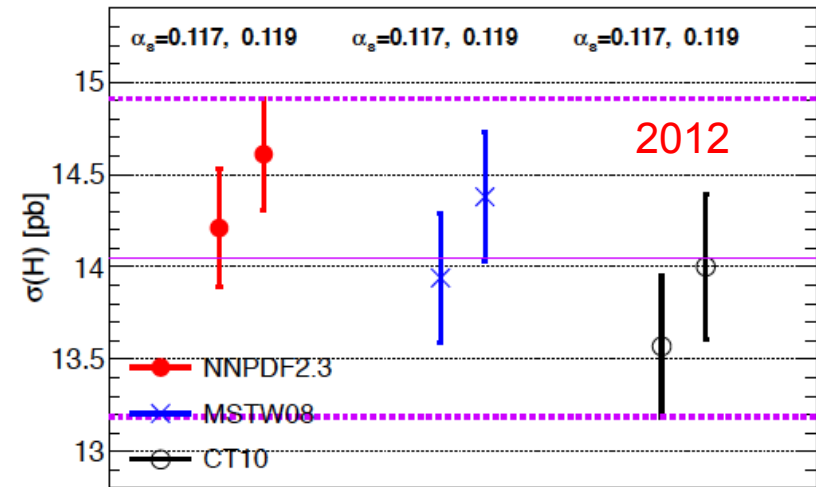 αs=0.117, 0.119 αs=0.117, 0.119 αs=0.117, 0.119
15
2012
14.5
σ(H) [pb]
14
13.5
NNPDF2.3
MSTW08
13
CT10